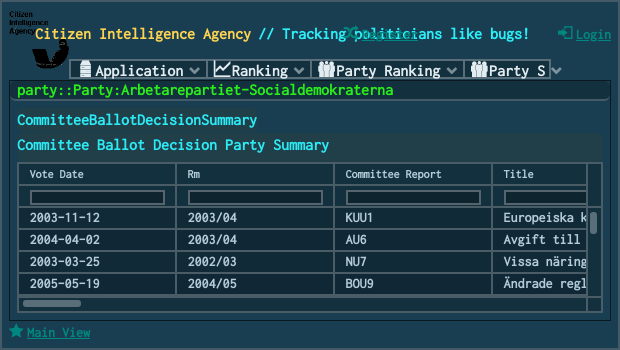 Citizen
Intelligence
Agency
Citizen Intelligence Agency // Tracking politicians like bugs!
Register
Login
Application
Ranking
Party Ranking
Party S
party::Party:Arbetarepartiet-Socialdemokraterna
CommitteeBallotDecisionSummary
Committee Ballot Decision Party Summary
Vote Date Rm Committee Report Title
2003-11-12 2003/04 KUU1 Europeiska k
2004-04-02 2003/04 AU6 Avgift till
2003-03-25 2002/03 NU7 Vissa näring
2005-05-19 2004/05 BOU9 Ändrade regl
Main View